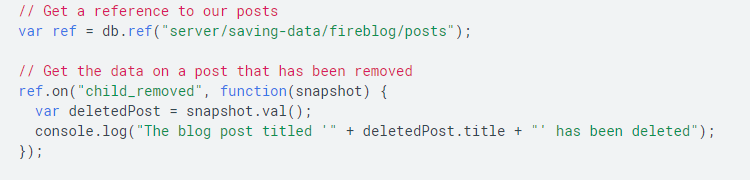 // Get a reference to our posts
var ref = db.ref("server/saving-data/fireblog/posts");
// Get the data on a post that has been removed
ref.on("child_removed", function(snapshot) {
  var deletedPost = snapshot.val();
  console.log("The blog post titled '" + deletedPost.title + "' has been deleted");
});